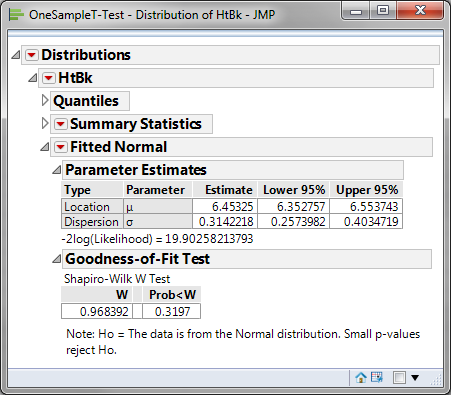 OneSampleT-Test - Distribution of HtBk - JMP
Distributions
HtBk
Quantiles
Summary Statistics
Fitted Normal
Parameter Estimates
Type Parameter Estimate Lower 95% Upper 95%
Location μ 6.45325 6.352757 6.553743
Dispersion σ 0.3142218 0.2573982 0.4034719
-2log(Likelihood) = 19.90258213793
Goodness-of-Fit Test
Shapiro-Wilk W Test
W Prob<W
0.968392 0.3197
Note: Ho = The data is from the Normal distribution. Small p-values
reject Ho.